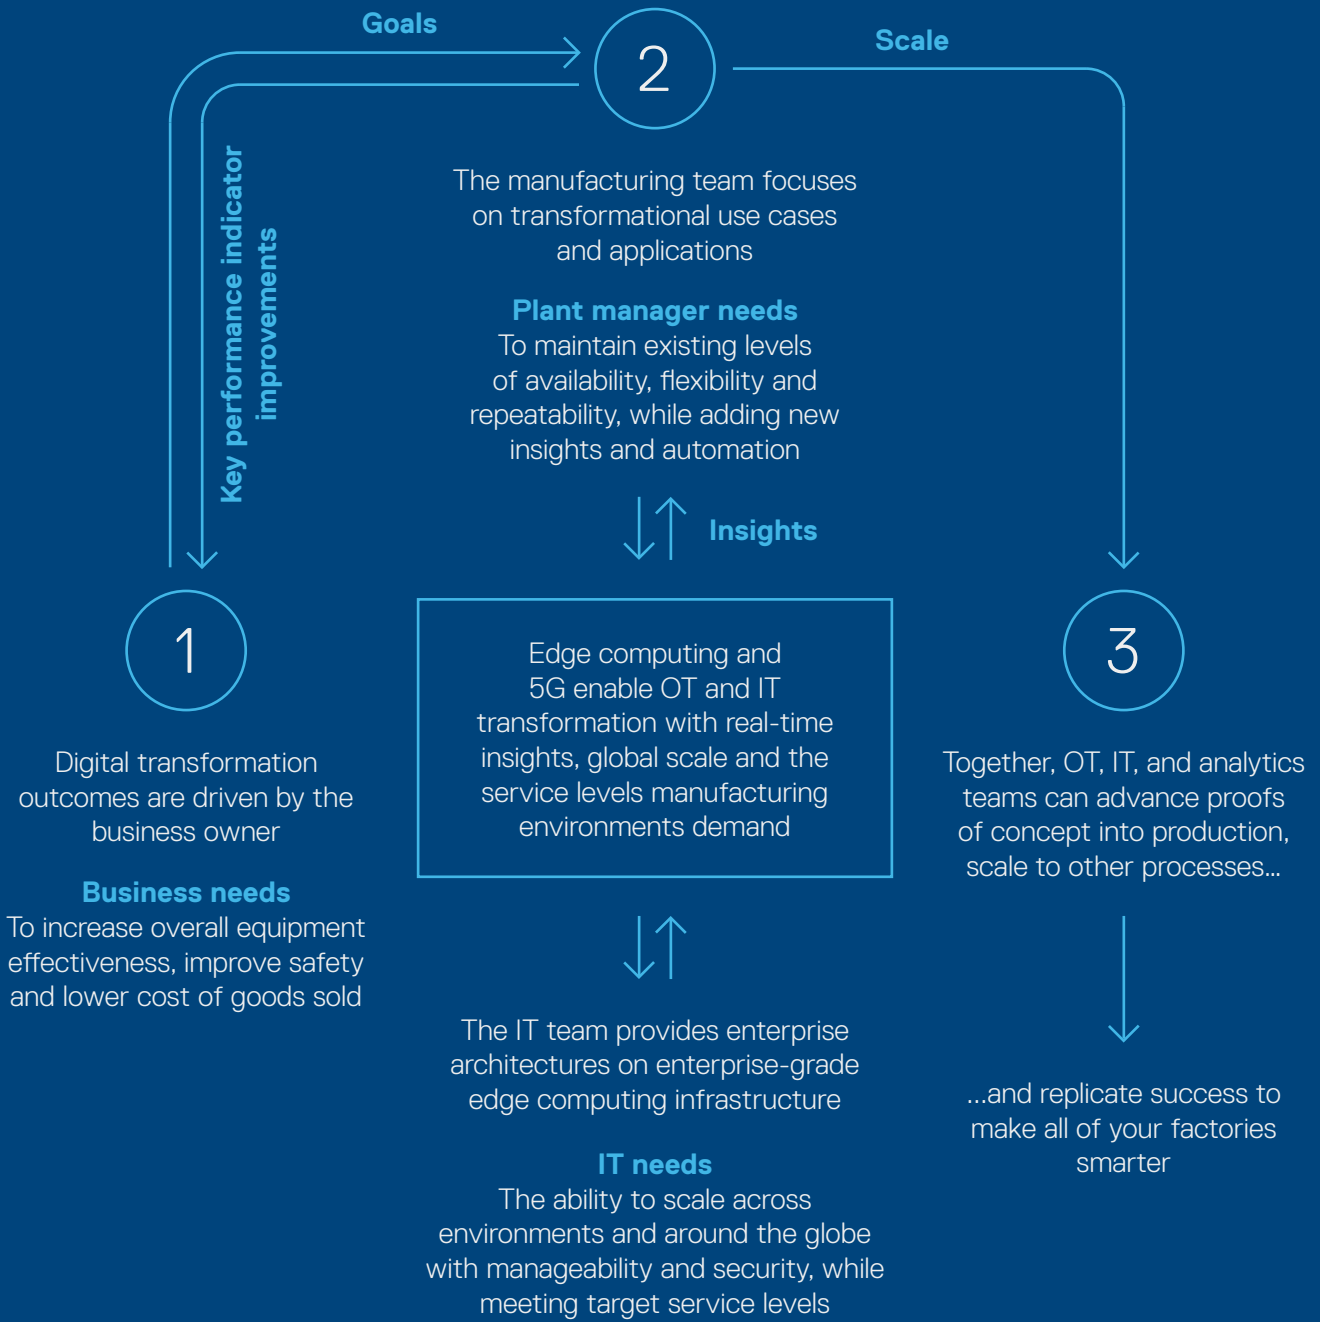 Goals
Scale
2
Key performance indicator
improvements
The manufacturing team focuses
on transformational use cases
and applications
Plant manager needs
To maintain existing levels
of availability, flexibility and
repeatability, while adding new
insights and automation
Insights
1
Digital transformation
outcomes are driven by the
business owner
Business needs
To increase overall equipment
effectiveness, improve safety
and lower cost of goods sold
Edge computing and
5G enable OT and IT
transformation with real-time
insights, global scale and the
service levels manufacturing
environments demand
The IT team provides enterprise
architectures on enterprise-grade
edge computing infrastructure
IT needs
The ability to scale across
environments and around the globe
with manageability and security, while
meeting target service levels
3
Together, OT, IT, and analytics
teams can advance proofs
of concept into production,
scale to other processes...
...and replicate success to
make all of your factories
smarter